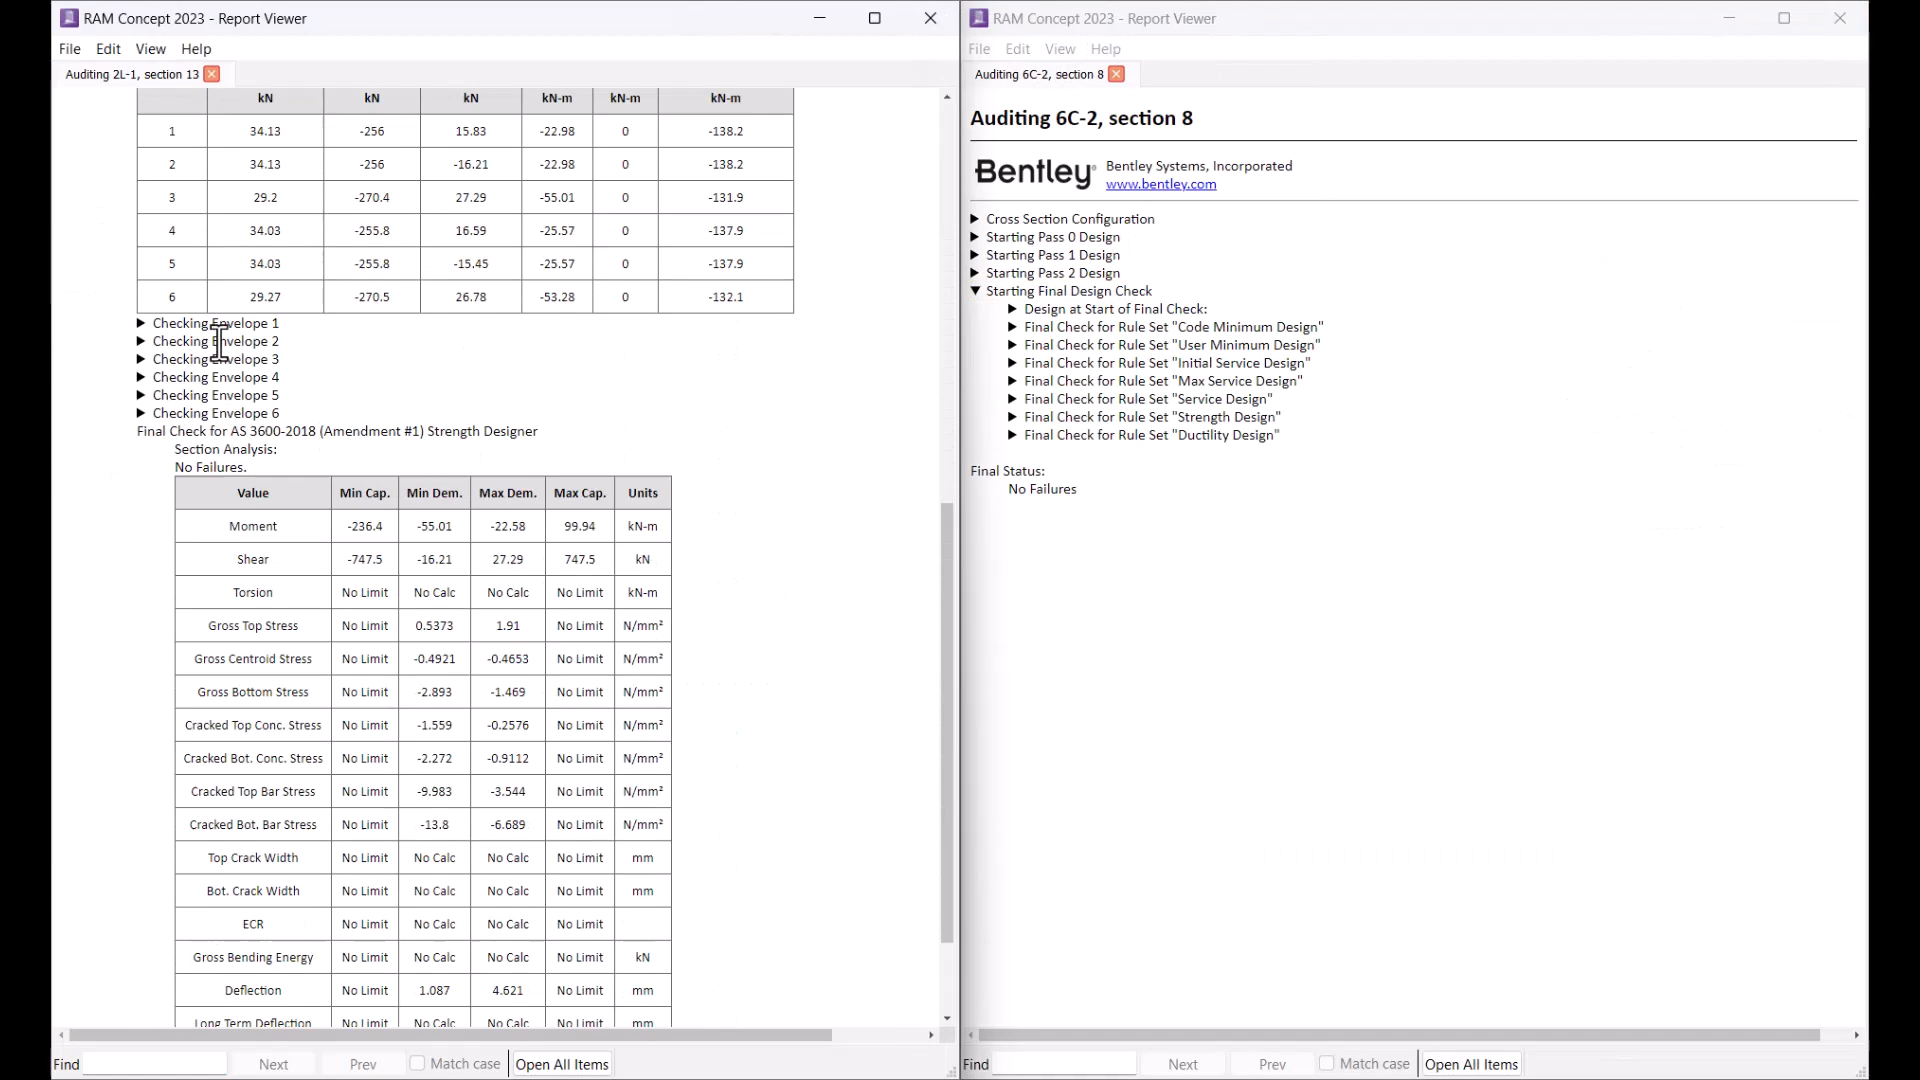 RAM Concept 2023 - Report Viewer
File Edit View Help
Auditing 2L-1, section 13
kN kN kN kN-m kN-m kN-m
1 34.13 -256 15.83 -22.98 0 -138.2
2 34.13 -256 -16.21 -22.98 0 -138.2
3 29.2 -270.4 27.29 -55.01 0 -131.9
4 34.03 -255.8 16.59 -25.57 0 -137.9
5 34.03 -255.8 -15.45 -25.57 0 -137.9
6 29.27 -270.5 26.78 -53.28 0 -132.1
Checking Envelope 1
Checking Envelope 2
Checking Envelope 3
Checking Envelope 4
Checking Envelope 5
Checking Envelope 6
Final Check for AS 3600-2018 (Amendment #1) Strength Designer
Section Analysis:
No Failures.
Value Min Cap. Min Dem. Max Dem. Max Cap. Units
Moment -236.4 -55.01 -22.58 99.94 kN-m
Shear -747.5 -16.21 27.29 747.5 kN
Torsion No Limit No Calc No Calc No Limit kN-m
Gross Top Stress No Limit 0.5373 1.91 No Limit N/mm²
Gross Centroid Stress No Limit -0.4921 -0.4653 No Limit N/mm²
Gross Bottom Stress No Limit -2.893 -1.469 No Limit N/mm²
Cracked Top Conc. Stress No Limit -1.559 -0.2576 No Limit N/mm²
Cracked Bot. Conc. Stress No Limit -2.272 -0.9112 No Limit N/mm²
Cracked Top Bar Stress No Limit -9.983 -3.544 No Limit N/mm²
Cracked Bot. Bar Stress No Limit -13.8 -6.689 No Limit N/mm²
Top Crack Width No Limit No Calc No Calc No Limit mm
Bot. Crack Width No Limit No Calc No Calc No Limit mm
ECR No Limit No Calc No Calc No Limit
Gross Bending Energy No Limit No Calc No Calc No Limit kN
Deflection No Limit 1.087 4.621 No Limit mm
Long Term Deflection No Limit No Calc No Calc No Limit mm
Find Next Prev Match case Open All Items
RAM Concept 2023 - Report Viewer
File Edit View Help
Auditing 6C-2, section 8
Auditing 6C-2, section 8
Bentley
Bentley Systems, Incorporated
www.bentley.com
Cross Section Configuration
Starting Pass 0 Design
Starting Pass 1 Design
Starting Pass 2 Design
Starting Final Design Check
Design at Start of Final Check:
Final Check for Rule Set "Code Minimum Design"
Final Check for Rule Set "User Minimum Design"
Final Check for Rule Set "Initial Service Design"
Final Check for Rule Set "Max Service Design"
Final Check for Rule Set "Service Design"
Final Check for Rule Set "Strength Design"
Final Check for Rule Set "Ductility Design"
Final Status:
No Failures
Find Next Prev Match case Open All Items